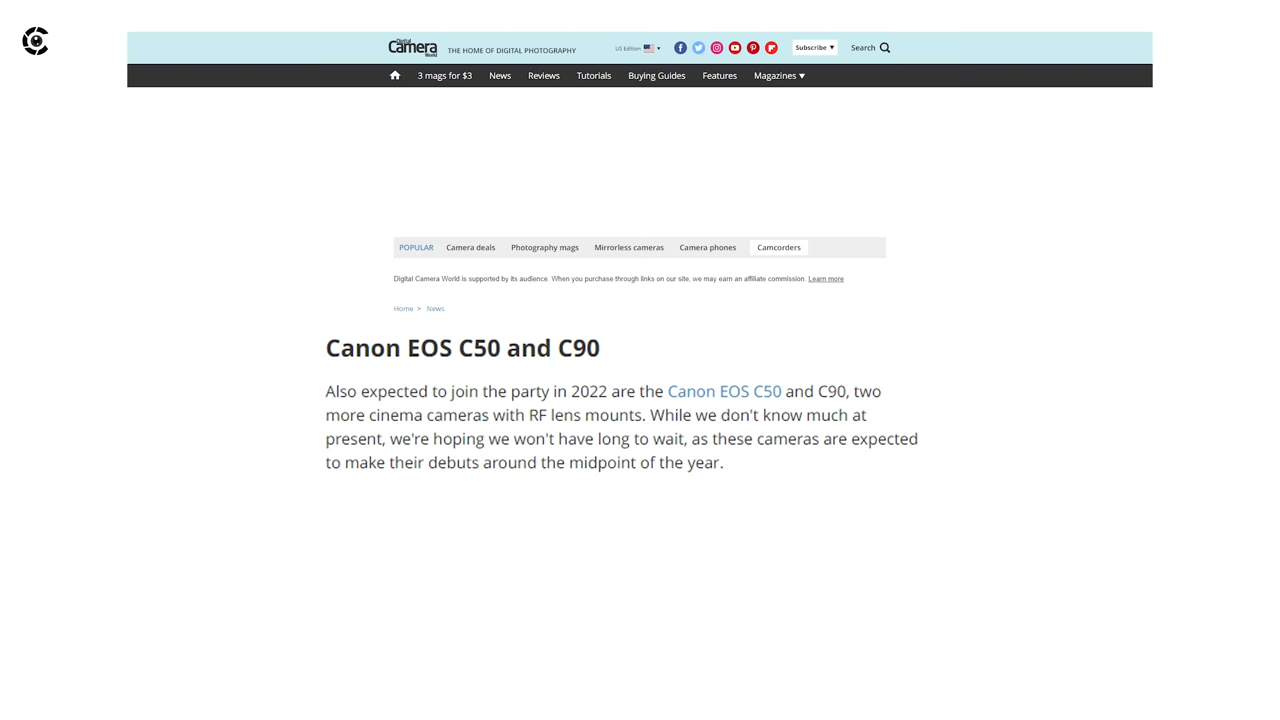 Digital Camera World THE HOME OF DIGITAL PHOTOGRAPHY US Edition Subscribe ▼ Search
3 mags for $3 News Reviews Tutorials Buying Guides Features Magazines ▼
POPULAR Camera deals Photography mags Mirrorless cameras Camera phones Camcorders
Digital Camera World is supported by its audience. When you purchase through links on our site, we may earn an affiliate commission. Learn more
Home > News
Canon EOS C50 and C90
Also expected to join the party in 2022 are the Canon EOS C50 and C90, two
more cinema cameras with RF lens mounts. While we don't know much at
present, we're hoping we won't have long to wait, as these cameras are expected
to make their debuts around the midpoint of the year.